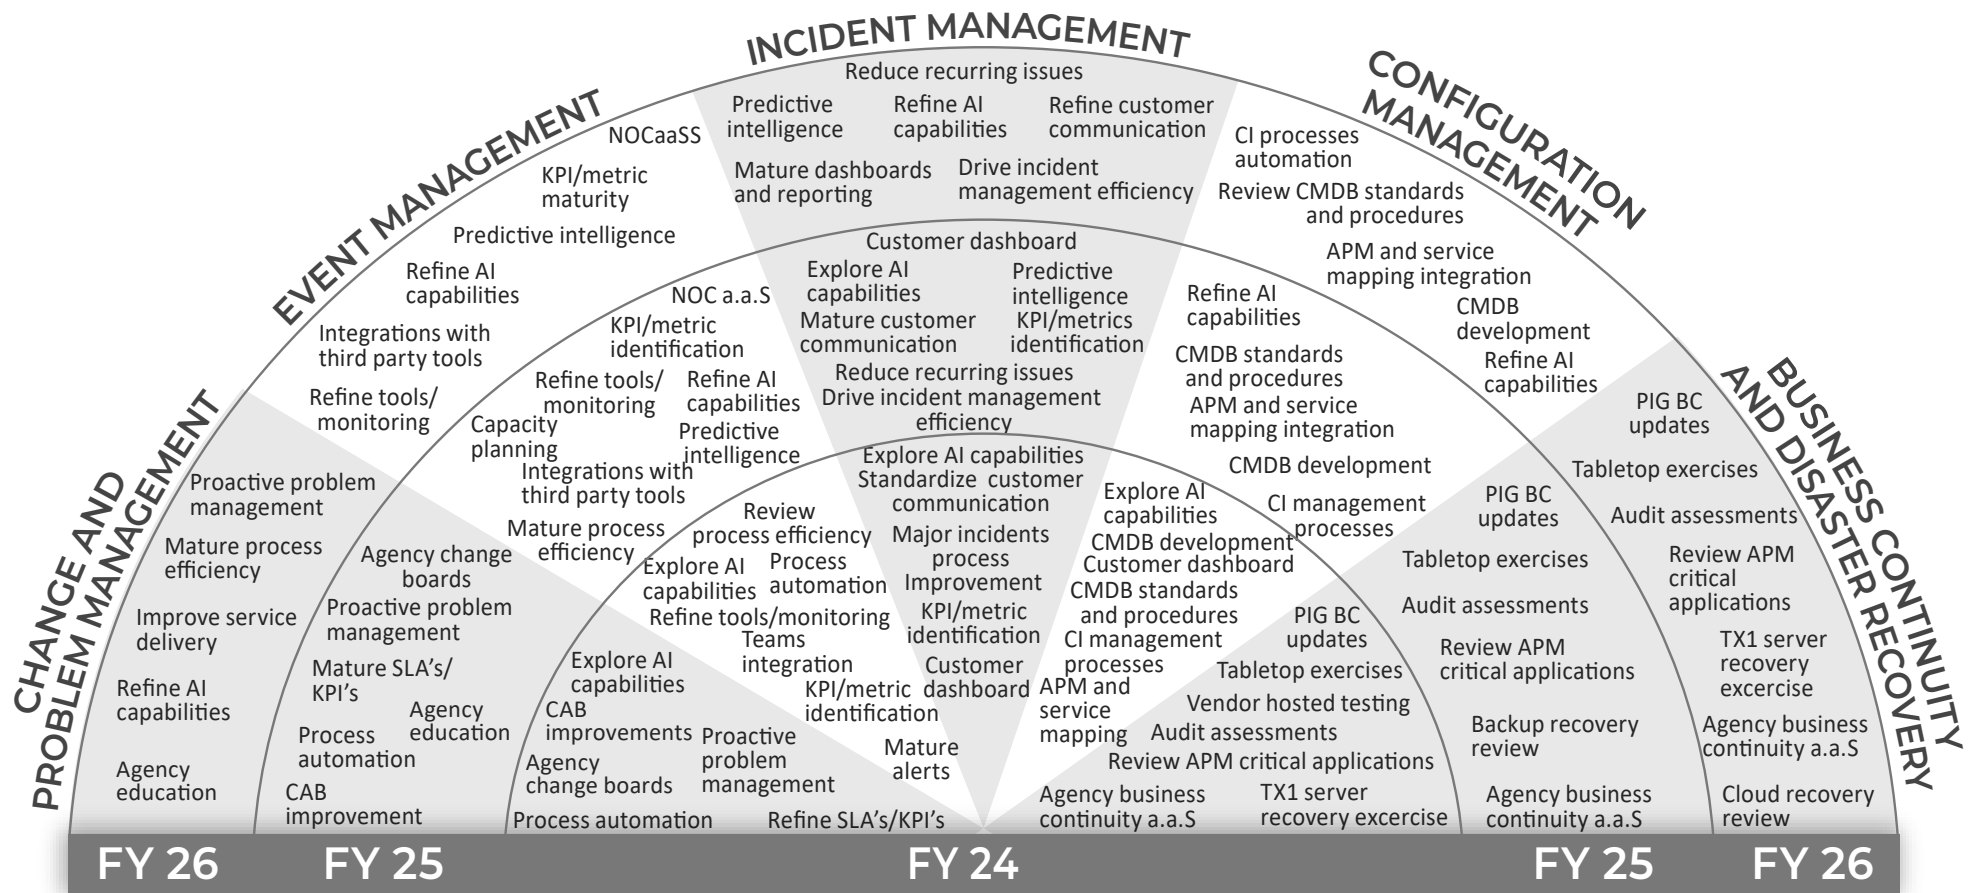 INCIDENT MANAGEMENT
Reduce recurring issues
Predictive
intelligence
Refine AI
capabilities
Refine customer
communication
Mature dashboards
and reporting
Drive incident
management efficiency
Customer dashboard
Explore AI
capabilities
Predictive
intelligence
Mature customer
communication
KPI/metrics
identification
Reduce recurring issues
Drive incident management
efficiency
Explore AI capabilities
Standardize customer
communication
Major incidents
process
Improvement
KPI/metric
identification
Customer
dashboard
EVENT MANAGEMENT
NOCaaSS
KPI/metric
maturity
Predictive intelligence
Refine AI
capabilities
Integrations with
third party tools
Refine tools/
monitoring
NOC a.a.S
KPI/metric
identification
Refine tools/
monitoring
Refine AI
capabilities
Capacity
planning
Predictive
intelligence
Integrations with
third party tools
Mature process
efficiency
Review
process efficiency
Explore AI
capabilities
Process
automation
Refine tools/monitoring
Teams
integration
KPI/metric
identification
Mature
alerts
CONFIGURATION
MANAGEMENT
CI processes
automation
Review CMDB standards
and procedures
APM and service
mapping integration
CMDB
development
Refine AI
capabilities
Refine AI
capabilities
CMDB standards
and procedures
APM and service
mapping integration
CMDB development
CI management
processes
Explore AI
capabilities
CMDB development
Customer dashboard
CMDB standards
and procedures
CI management
processes
APM and
service
mapping
CHANGE AND
PROBLEM MANAGEMENT
Proactive problem
management
Mature process
efficiency
Improve service
delivery
Refine AI
capabilities
Agency
education
Agency change
boards
Proactive problem
management
Mature SLA's/
KPI's
Agency
education
Process
automation
CAB
improvement
Explore AI
capabilities
CAB
improvements
Proactive
problem
management
Agency
change boards
Process automation
Refine SLA's/KPI's
BUSINESS CONTINUITY
AND DISASTER RECOVERY
PIG BC
updates
Tabletop exercises
Audit assessments
Review APM
critical
applications
TX1 server
recovery
excercise
Agency business
continuity a.a.S
Cloud recovery
review
PIG BC
updates
Tabletop exercises
Audit assessments
Review APM
critical applications
Backup recovery
review
Agency business
continuity a.a.S
PIG BC
updates
Tabletop exercises
Vendor hosted testing
Audit assessments
Review APM critical applications
Agency business
continuity a.a.S
TX1 server
recovery excercise
FY 26
FY 25
FY 24
FY 25
FY 26